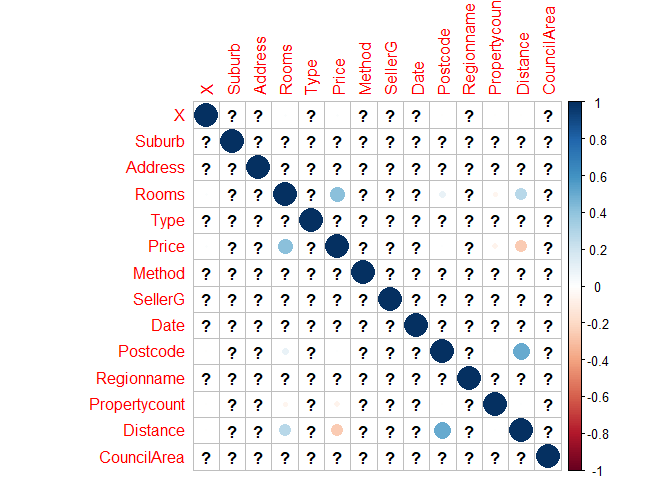 X
Suburb
Address
Rooms
Type
Price
Method
SellerG
Date
Postcode
Regionname
Propertycoun
Distance
CouncilArea
X ? ? ? ? ? ? ? ?
Suburb ? ? ? ? ? ? ? ? ? ? ? ? ?
Address ? ? ? ? ? ? ? ? ? ? ? ? ?
Rooms ? ? ? ? ? ? ? ?
Type ? ? ? ? ? ? ? ? ? ? ? ? ?
Price ? ? ? ? ? ? ? ?
Method ? ? ? ? ? ? ? ? ? ? ? ? ?
SellerG ? ? ? ? ? ? ? ? ? ? ? ? ?
Date ? ? ? ? ? ? ? ? ? ? ? ? ?
Postcode ? ? ? ? ? ? ? ?
Regionname ? ? ? ? ? ? ? ? ? ? ? ? ?
Propertycount ? ? ? ? ? ? ? ?
Distance ? ? ? ? ? ? ? ?
CouncilArea ? ? ? ? ? ? ? ? ? ? ? ? ?
1
0.8
0.6
0.4
0.2
0
-0.2
-0.4
-0.6
-0.8
-1